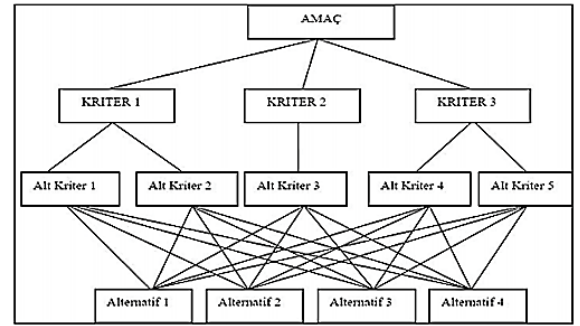 AMAÇ
KRITER 1
KRITER 2
KRITER 3
Alt Kriter 1
Alt Kriter 2
Alt Kriter 3
Alt Kriter 4
Alt Kriter 5
Alternatif 1
Alternatif 2
Alternatif 3
Alternatif 4